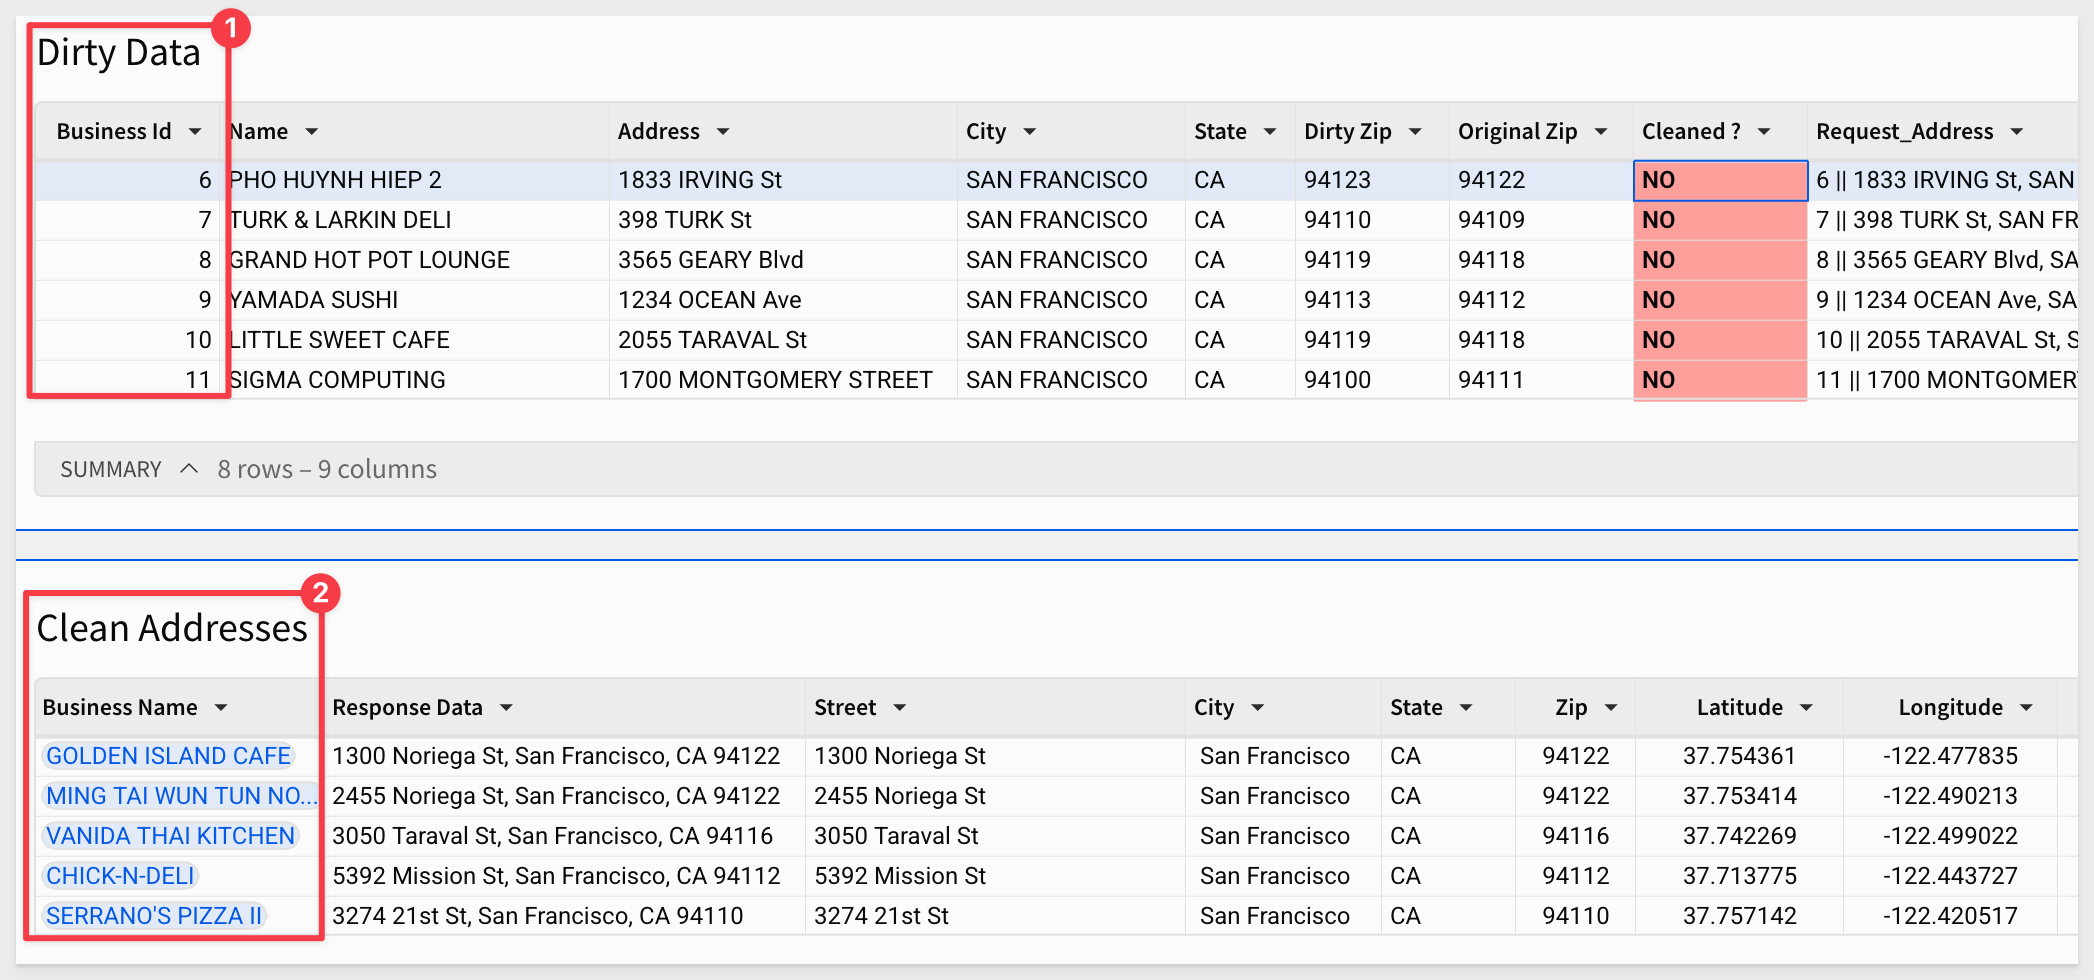 1
Dirty Data
Business Id Name Address City State Dirty Zip Original Zip Cleaned ? Request_Address
6 PHO HUYNH HIEP 2 1833 IRVING St SAN FRANCISCO CA 94123 94122 NO 6 || 1833 IRVING St, SAN
7 TURK & LARKIN DELI 398 TURK St SAN FRANCISCO CA 94110 94109 NO 7 || 398 TURK St, SAN FR
8 GRAND HOT POT LOUNGE 3565 GEARY Blvd SAN FRANCISCO CA 94119 94118 NO 8 || 3565 GEARY Blvd, SA
9 YAMADA SUSHI 1234 OCEAN Ave SAN FRANCISCO CA 94113 94112 NO 9 || 1234 OCEAN Ave, SA
10 LITTLE SWEET CAFE 2055 TARAVAL St SAN FRANCISCO CA 94119 94118 NO 10 || 2055 TARAVAL St, S
11 SIGMA COMPUTING 1700 MONTGOMERY STREET SAN FRANCISCO CA 94100 94111 NO 11 || 1700 MONTGOMER
SUMMARY 8 rows – 9 columns
2
Clean Addresses
Business Name Response Data Street City State Zip Latitude Longitude
GOLDEN ISLAND CAFE 1300 Noriega St, San Francisco, CA 94122 1300 Noriega St San Francisco CA 94122 37.754361 -122.477835
MING TAI WUN TUN NO... 2455 Noriega St, San Francisco, CA 94122 2455 Noriega St San Francisco CA 94122 37.753414 -122.490213
VANIDA THAI KITCHEN 3050 Taraval St, San Francisco, CA 94116 3050 Taraval St San Francisco CA 94116 37.742269 -122.499022
CHICK-N-DELI 5392 Mission St, San Francisco, CA 94112 5392 Mission St San Francisco CA 94112 37.713775 -122.443727
SERRANO'S PIZZA II 3274 21st St, San Francisco, CA 94110 3274 21st St San Francisco CA 94110 37.757142 -122.420517